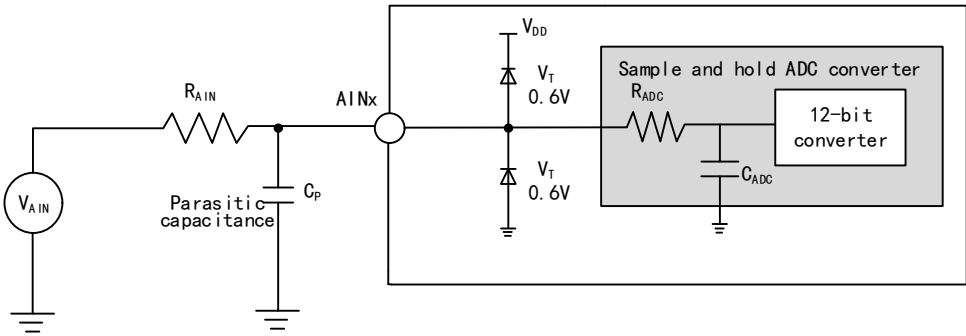 V_DD
Sample and hold ADC converter
V_T
0.6V
R_AIN
AINx
R_ADC
12-bit
converter
V_AIN
Parasitic
capacitance
C_P
V_T
0.6V
C_ADC